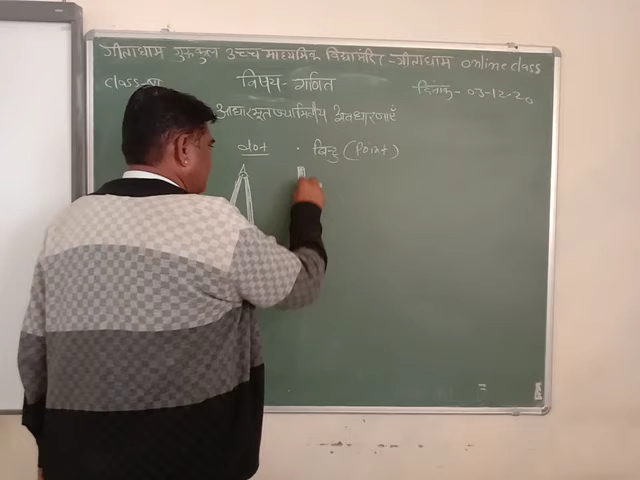 गीताधाम गुरुकुल उच्च माध्यमिक विद्यामंदिर - गीताधाम online class
class-
विषय - गणित
दिनांक - 03-12-20
आधारभूत ज्यामितीय अवधारणाएँ
dot . बिन्दु (Point)
=